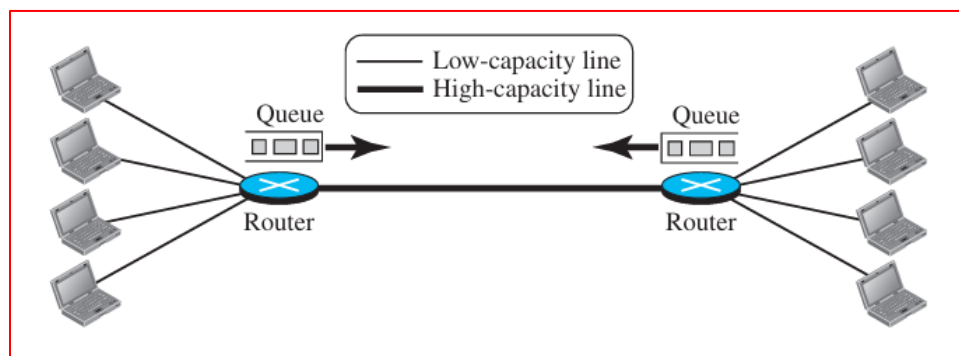 Low-capacity line
High-capacity line
Queue
Queue
Router
Router